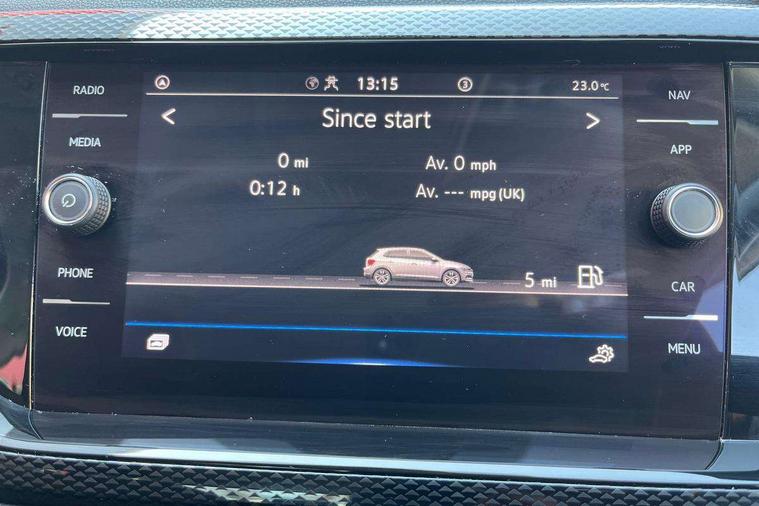 RADIO
MEDIA
PHONE
VOICE
13:15
3
23.0°C
< Since start >
0 mi
Av. 0 mph
0:12 h
Av. --- mpg (UK)
5 mi
NAV
APP
CAR
MENU